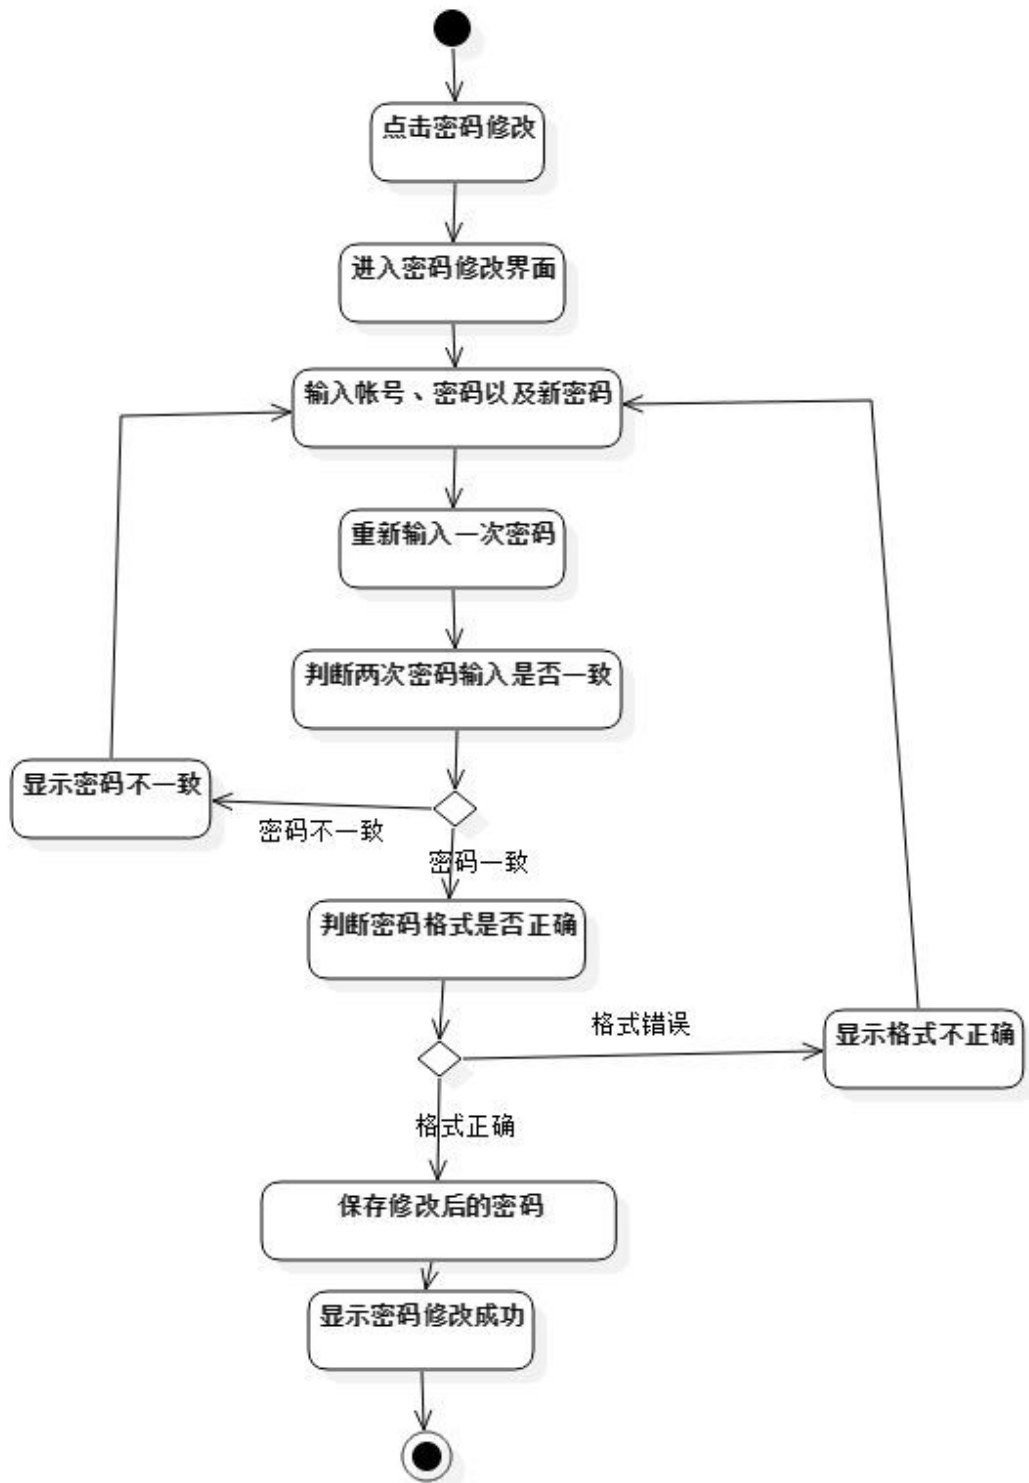 点击密码修改
进入密码修改界面
输入帐号、密码以及新密码
重新输入一次密码
判断两次密码输入是否一致
显示密码不一致
密码不一致
密码一致
判断密码格式是否正确
格式错误
显示格式不正确
格式正确
保存修改后的密码
显示密码修改成功